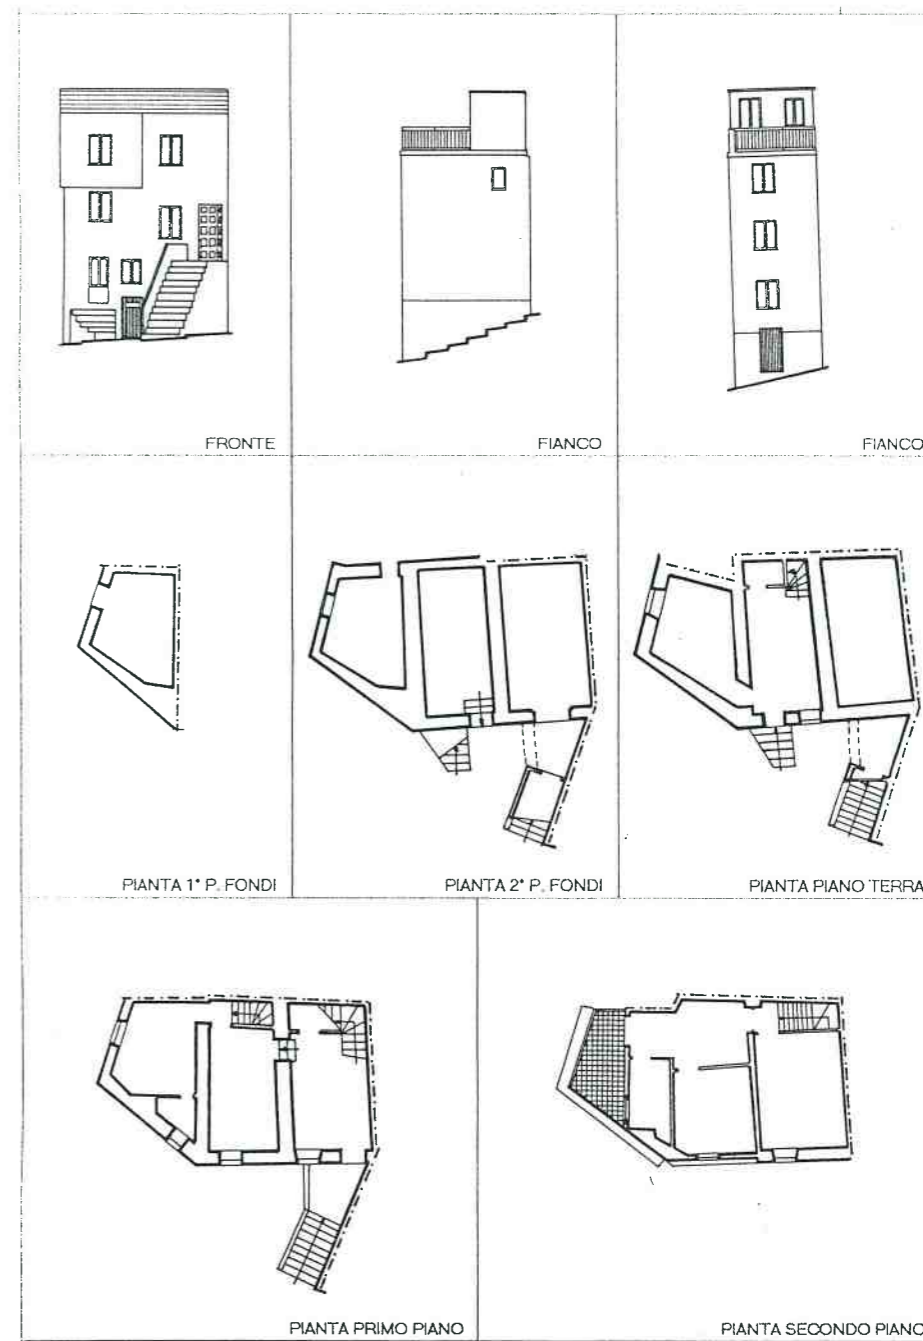 FRONTE
FIANCO
FIANCO
PIANTA 1° P. FONDI
PIANTA 2° P. FONDI
PIANTA PIANO TERRA
PIANTA PRIMO PIANO
PIANTA SECONDO PIANO